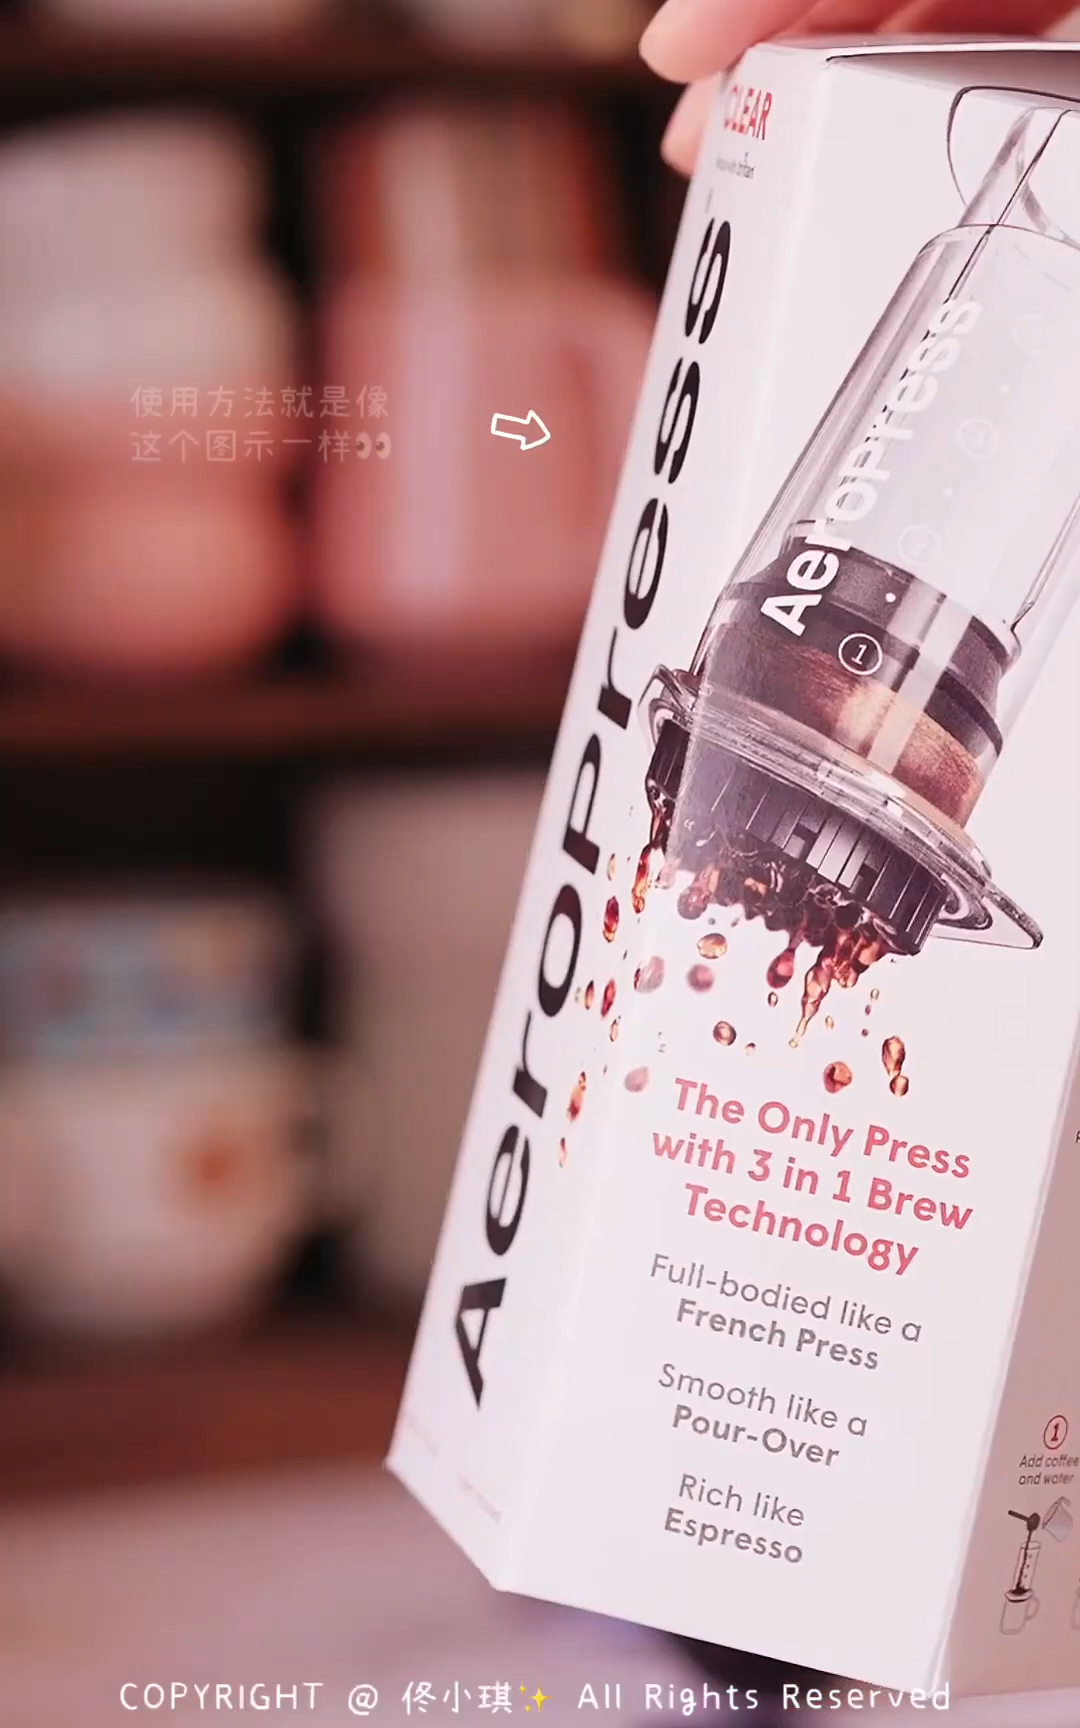 CLEAR
AeroPress
AeroPress
1
使用方法就是像
这个图示一样👀
The Only Press
with 3 in 1 Brew
Technology
Full-bodied like a
French Press
Smooth like a
Pour-Over
Rich like
Espresso
1
Add coffee
and water
COPYRIGHT @ 佟小琪✨ All Rights Reserved